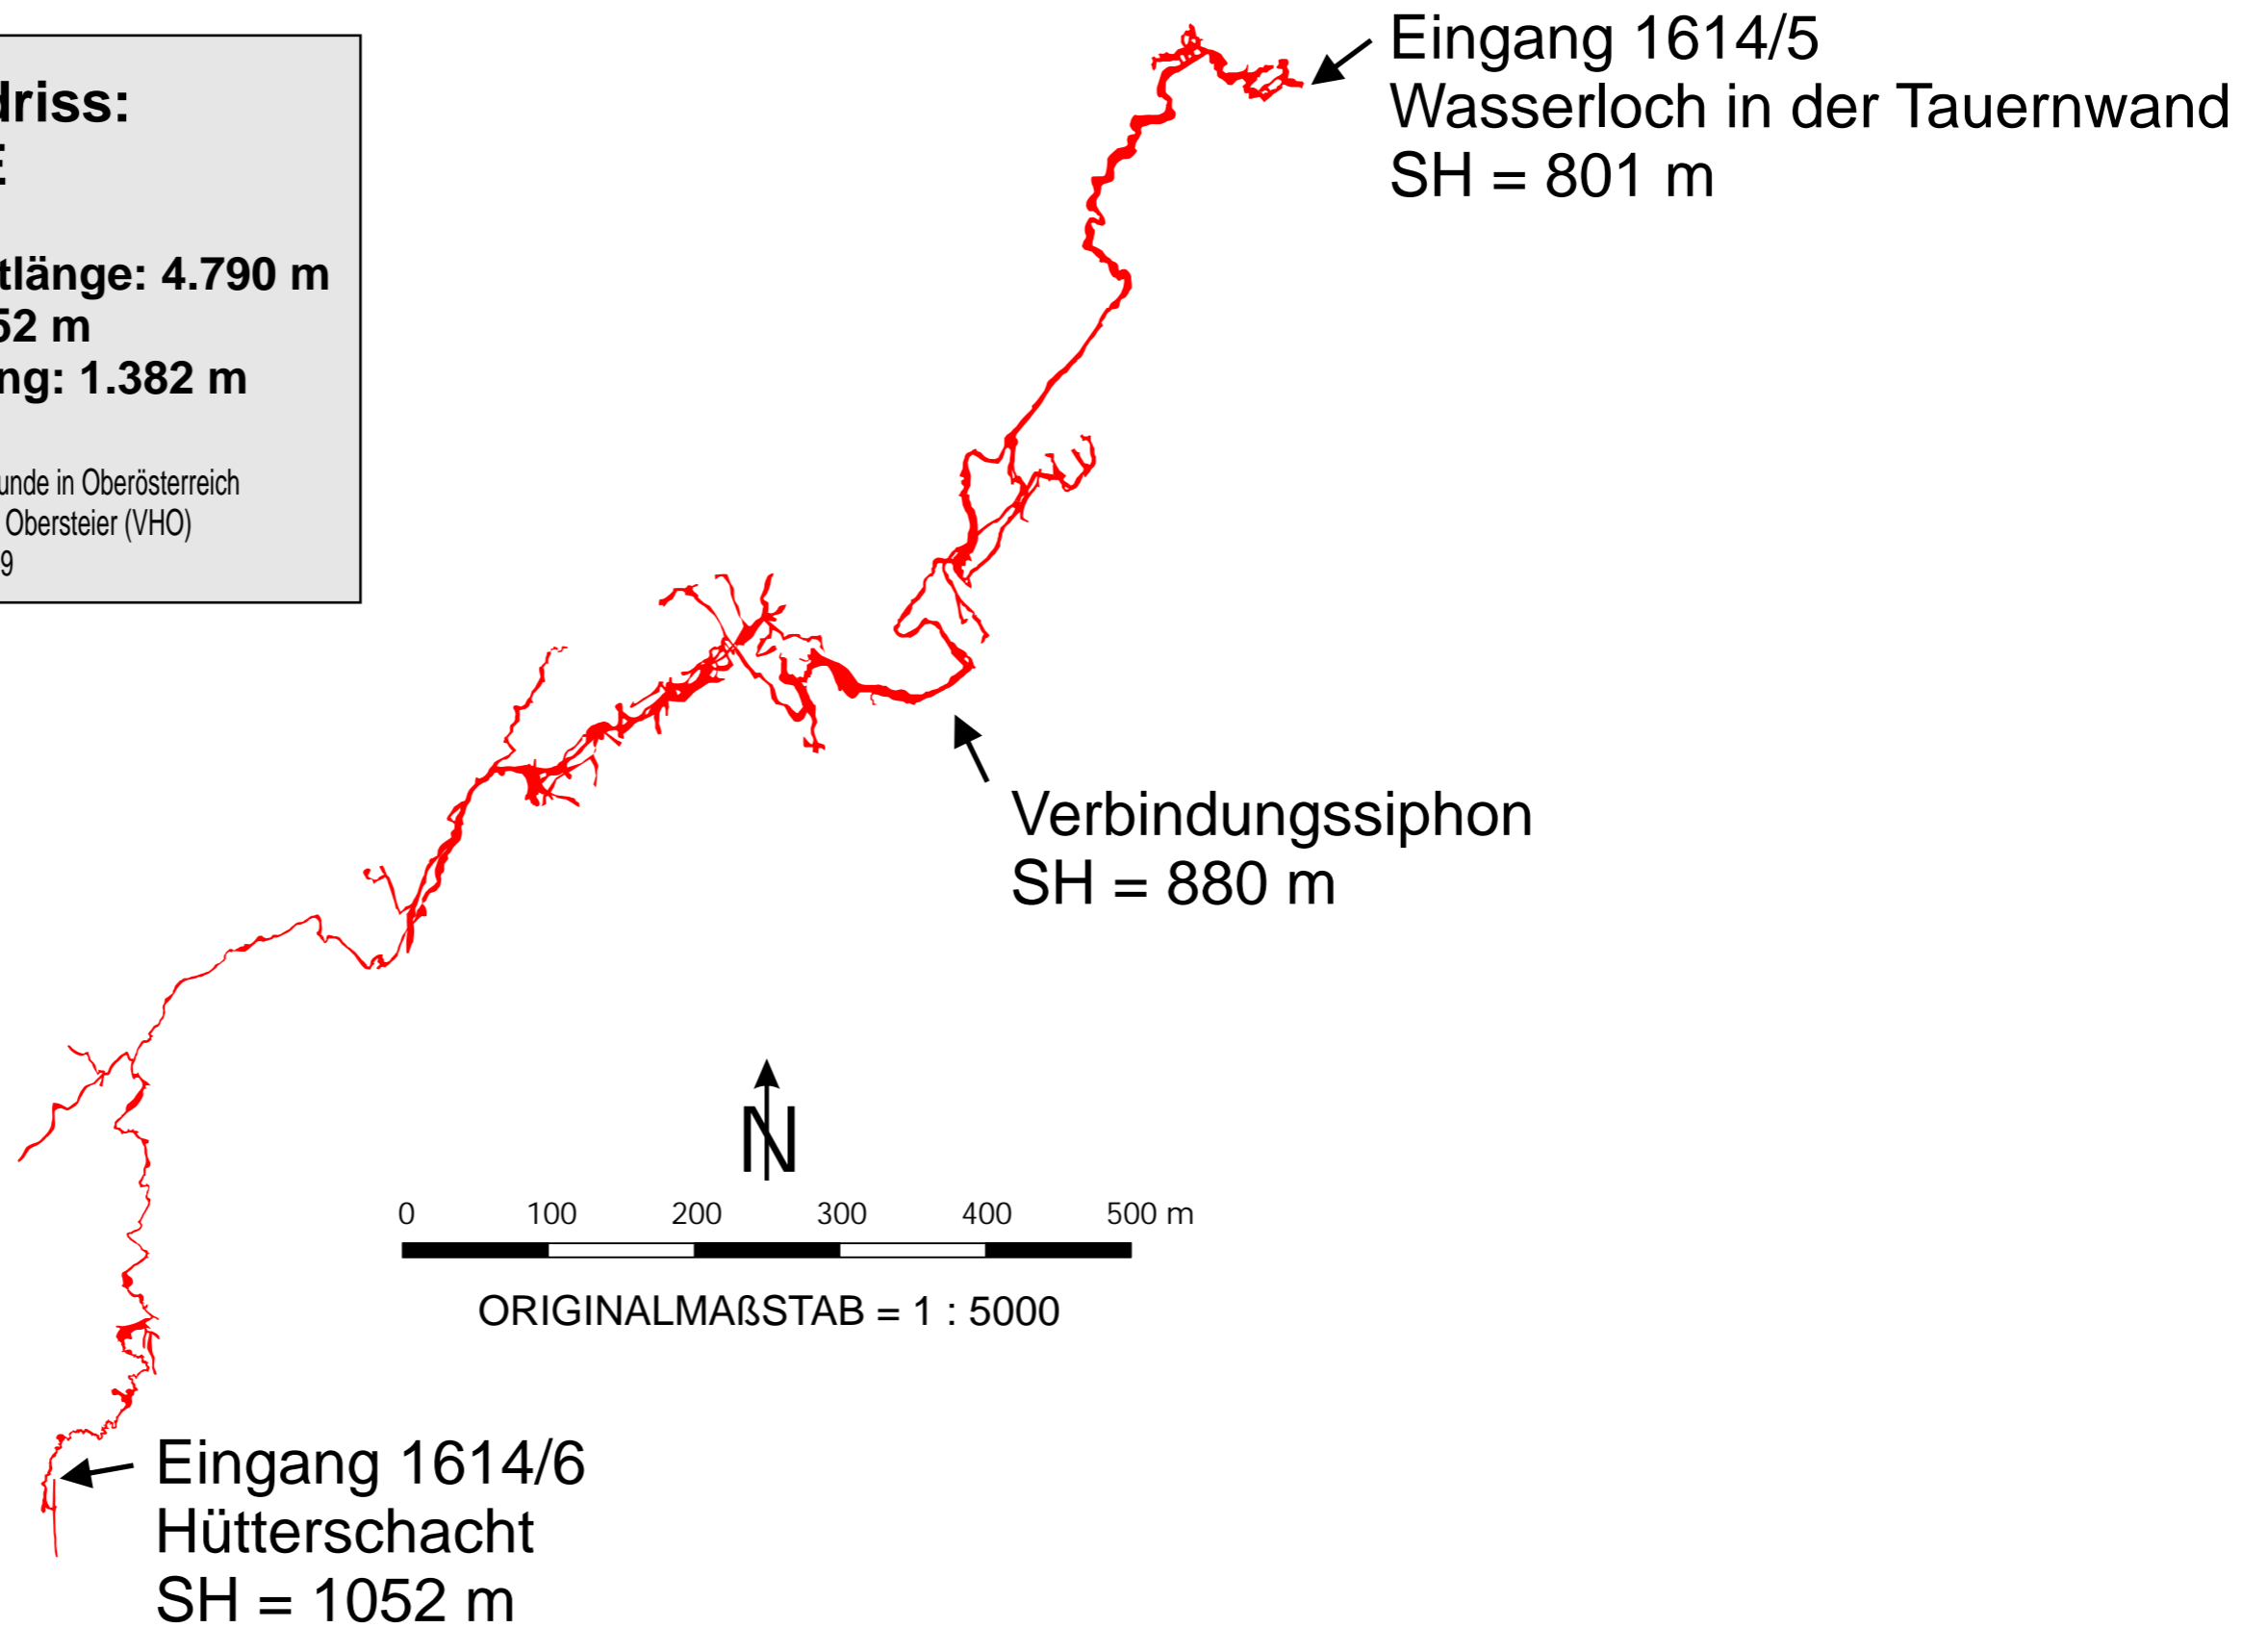 driss:
E
tlänge: 4.790 m
52 m
ng: 1.382 m
unde in Oberösterreich
Obersteier (VHO)
9
Eingang 1614/5
Wasserloch in der Tauernwand
SH = 801 m
Verbindungssiphon
SH = 880 m
N
0 100 200 300 400 500 m
ORIGINALMAßSTAB = 1 : 5000
Eingang 1614/6
Hütterschacht
SH = 1052 m